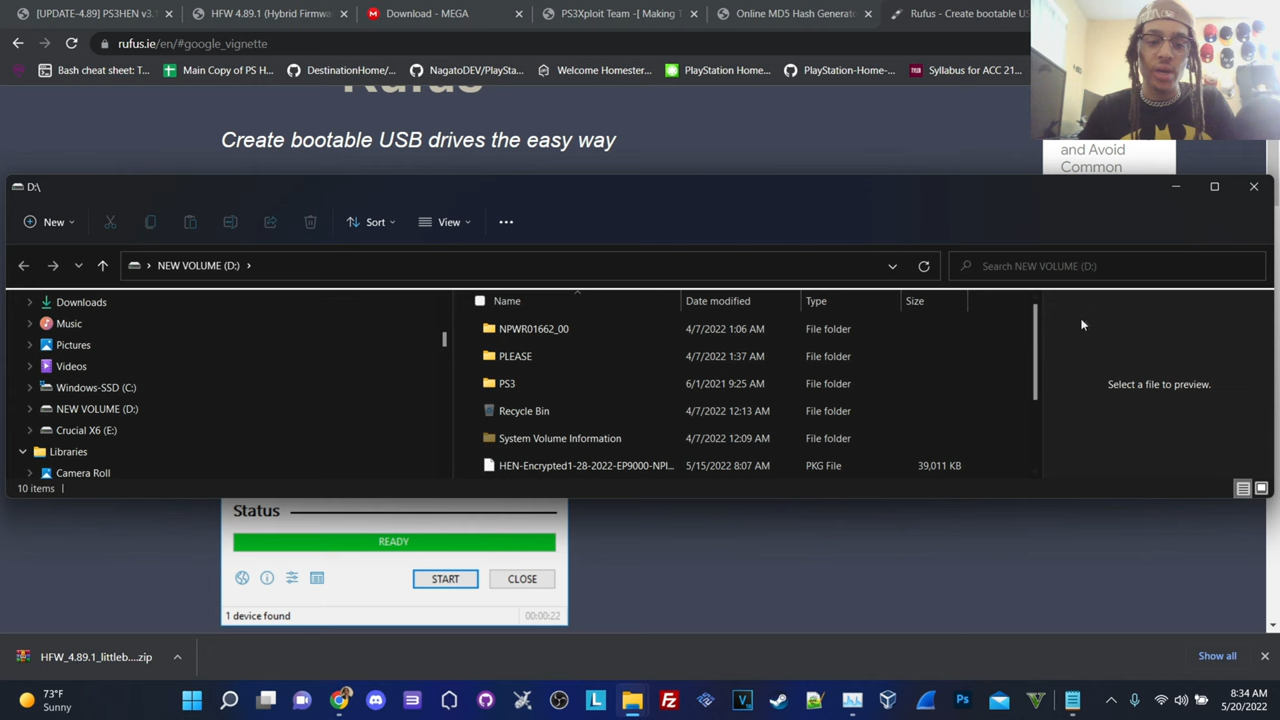 [UPDATE-4.89] PS3HEN v3.1
HFW 4.89.1 (Hybrid Firmwa
Download - MEGA
PS3Xploit Team -[ Making T
Online MD5 Hash Generato
Rufus - Create bootable US
rufus.ie/en/#google_vignette
Bash cheat sheet: T...
Main Copy of PS H...
DestinationHome/...
NagatoDEV/PlaySta...
Welcome Homester...
PlayStation Home...
PlayStation-Home-...
Syllabus for ACC 21...
Rufus
Create bootable USB drives the easy way
and Avoid
Common
D:\
New
Sort
View
NEW VOLUME (D:)
Search NEW VOLUME (D:)
Downloads
Music
Pictures
Videos
Windows-SSD (C:)
NEW VOLUME (D:)
Crucial X6 (E:)
Libraries
Camera Roll
Name Date modified Type Size
NPWR01662_00 4/7/2022 1:06 AM File folder
PLEASE 4/7/2022 1:37 AM File folder
PS3 6/1/2021 9:25 AM File folder
Recycle Bin 4/7/2022 12:13 AM File folder
System Volume Information 4/7/2022 12:09 AM File folder
HEN-Encrypted1-28-2022-EP9000-NPI... 5/15/2022 8:07 AM PKG File 39,011 KB
Select a file to preview.
10 items
Status
READY
START
CLOSE
1 device found
00:00:22
HFW_4.89.1_littleb....zip
Show all
73°F
Sunny
8:34 AM
5/20/2022